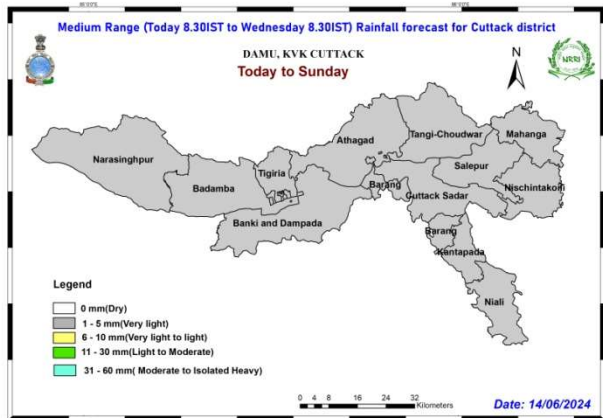 Medium Range (Today 8.30IST to Wednesday 8.30IST) Rainfall forecast for Cuttack district
DAMU, KVK CUTTACK
Today to Sunday
N
NRRI
Narasinghpur
Badamba
Tigiria
Athagad
Tangi-Choudwar
Mahanga
Salepur
Nischintakoili
Barang
Cuttack Sadar
Banki and Dampada
Barang
Kantapada
Niali
Legend
0 mm(Dry)
1 - 5 mm(Very light)
6 - 10 mm(Very light to light)
11 - 30 mm(Light to Moderate)
31 - 60 mm( Moderate to Isolated Heavy)
0 4 8 16 24 32
Kilometers
Date: 14/06/2024